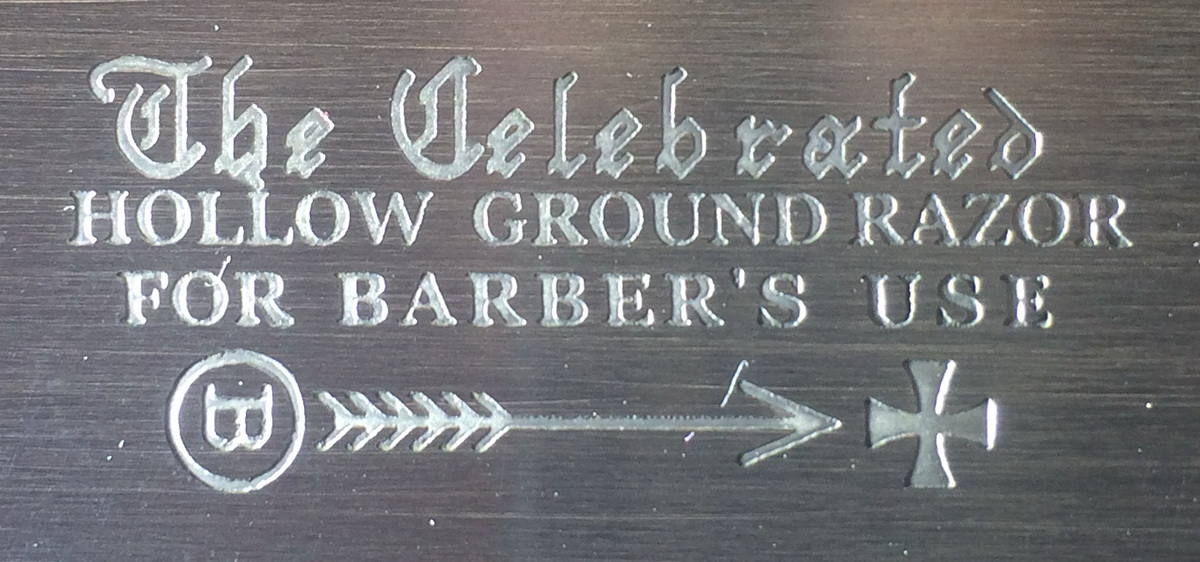 The Celebrated
HOLLOW GROUND RAZOR
FOR BARBER'S USE
B